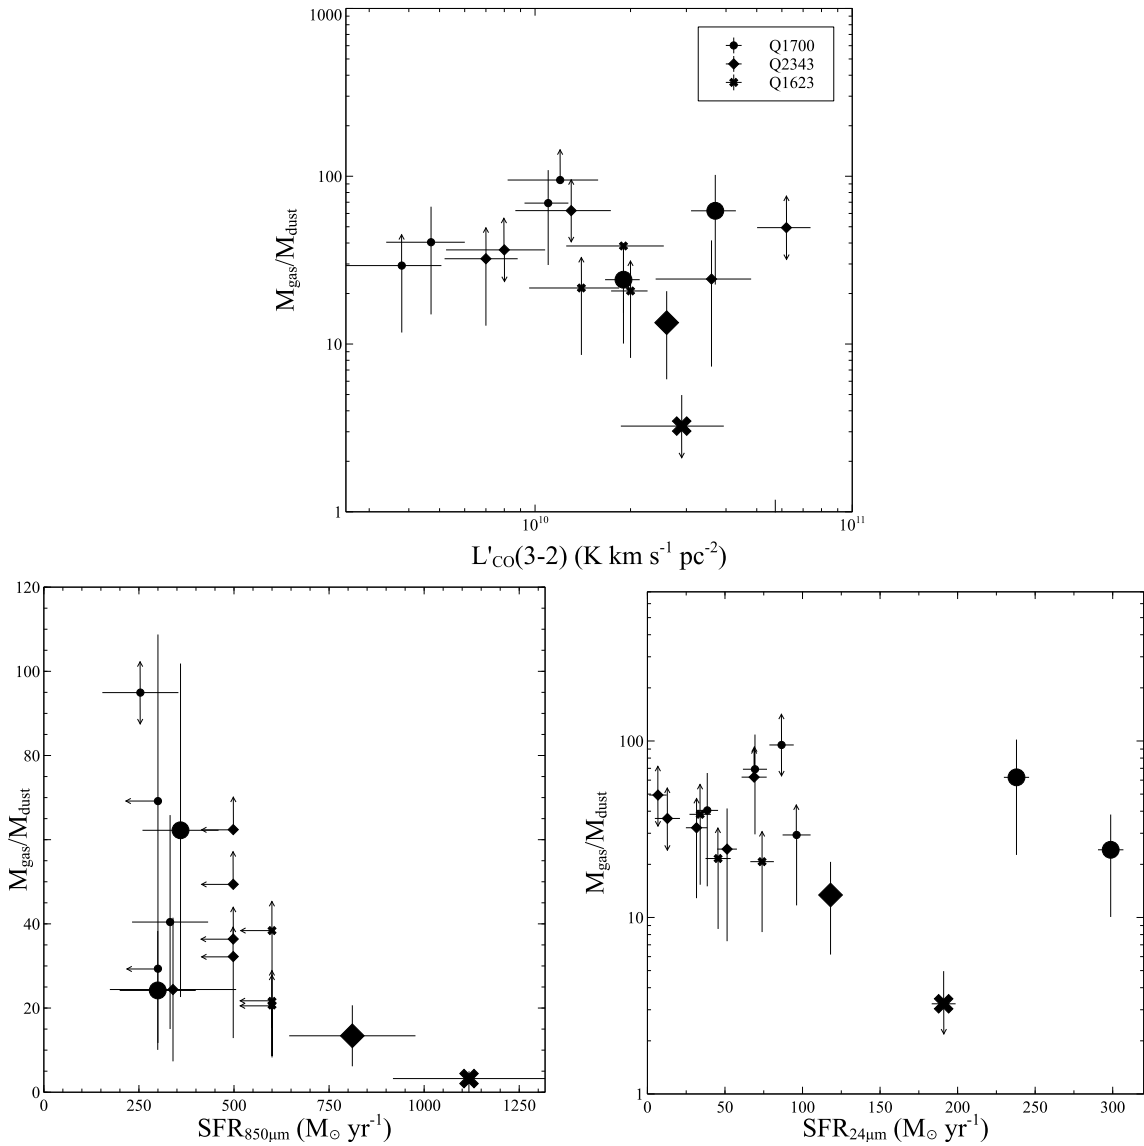 1000
100
10
1
10^10
10^11
M_gas/M_dust
L'_CO(3-2) (K km s^-1 pc^-2)
Q1700
Q2343
Q1623
120
100
80
60
40
20
0
0 250 500 750 1000 1250
M_gas/M_dust
SFR_850μm (M_⊙ yr^-1)
100
10
1
0 50 100 150 200 250 300
M_gas/M_dust
SFR_24μm (M_⊙ yr^-1)